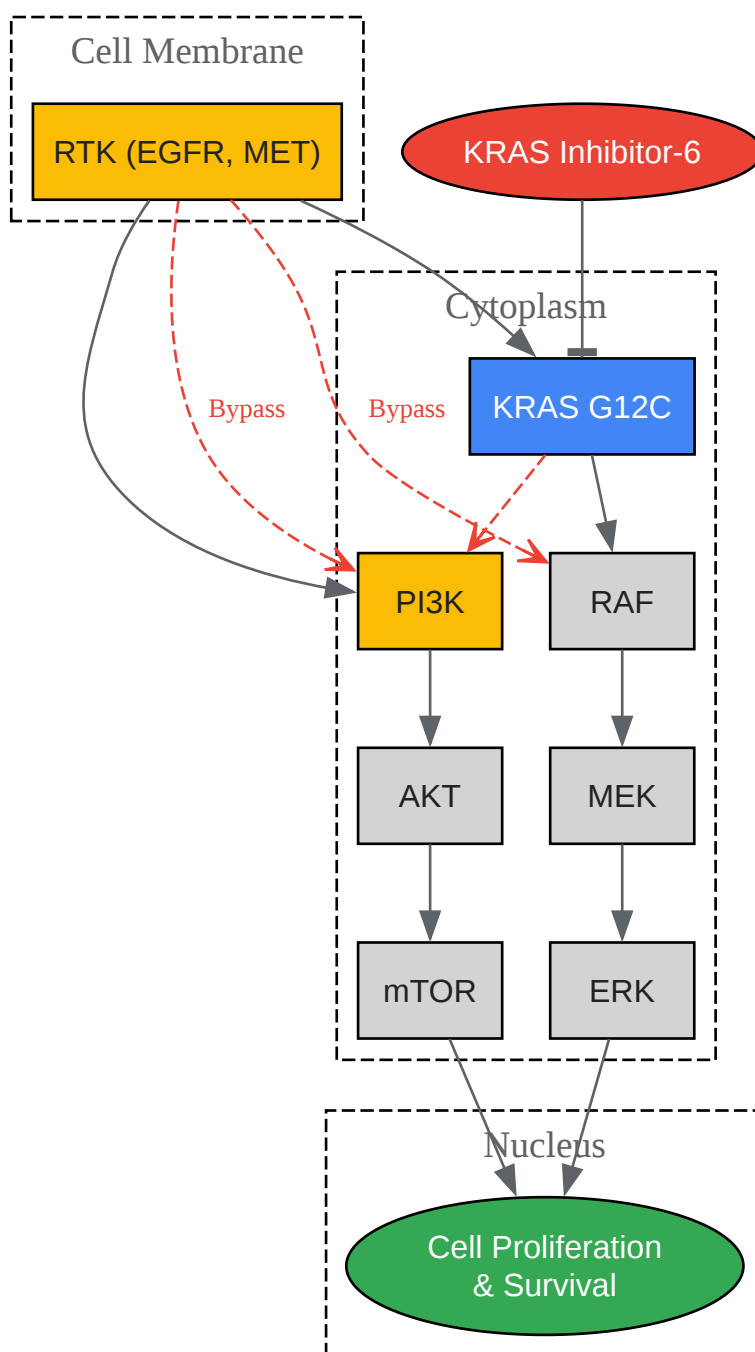 Cell Membrane
RTK (EGFR, MET)
KRAS Inhibitor-6
Cytoplasm
Bypass
Bypass
KRAS G12C
PI3K
RAF
AKT
MEK
mTOR
ERK
Nucleus
Cell Proliferation
& Survival